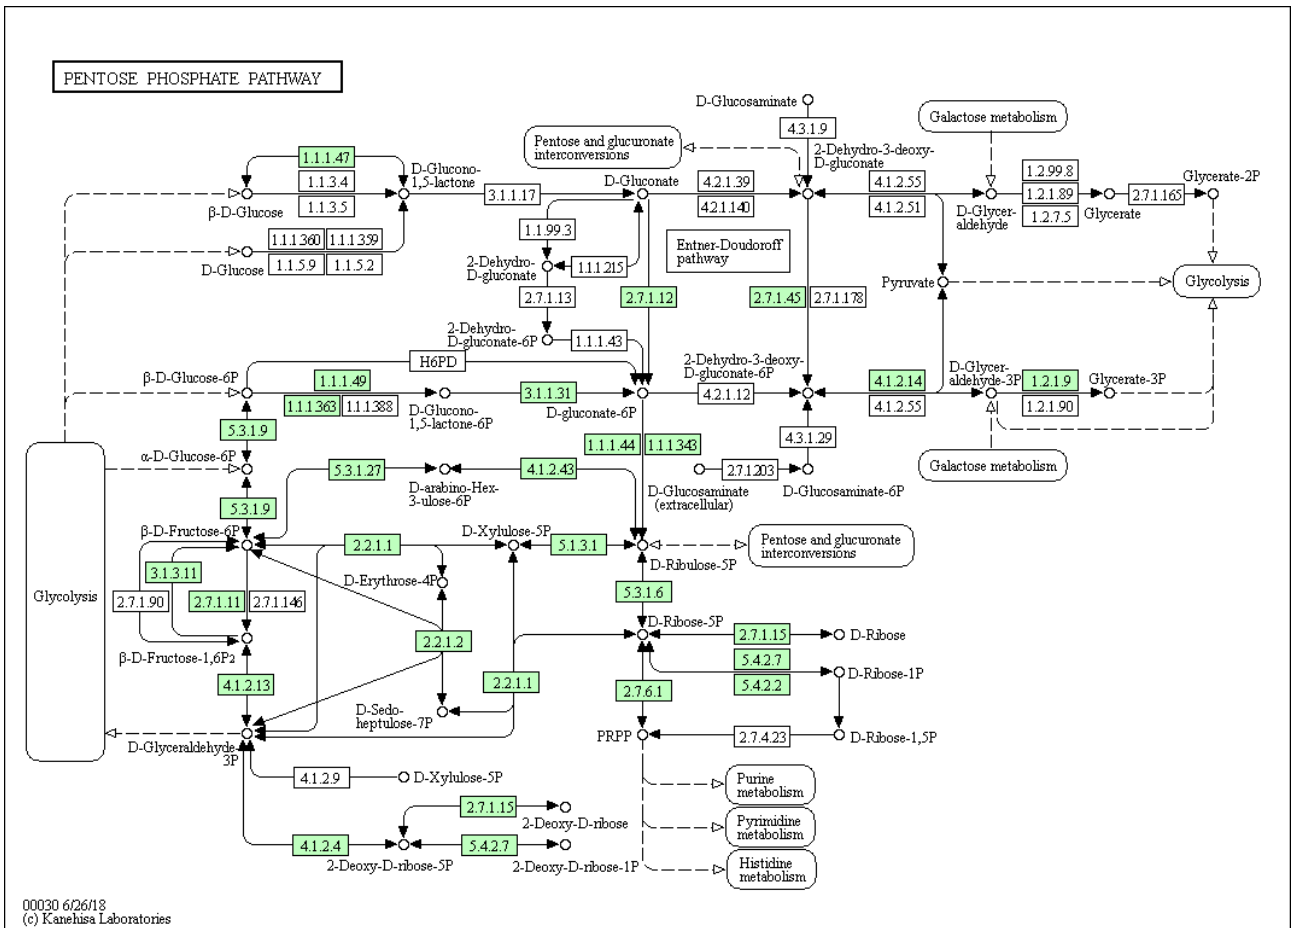 PENTOSE PHOSPHATE PATHWAY
D-Glucosaminate
4.3.1.9
Galactose metabolism
Pentose and glucuronate
interconversions
2-Dehydro-3-deoxy-
D-gluconate
1.1.1.47
1.1.3.4
1.1.3.5
β-D-Glucose
D-Glucono-
1,5-lactone
3.1.1.17
D-Gluconate
4.2.1.39
4.2.1.140
4.1.2.55
4.1.2.51
D-Glycer-
aldehyde
1.2.99.8
1.2.1.89
1.2.7.5
Glycerate
2.7.1.165
Glycerate-2P
1.1.1.360
1.1.1.359
1.1.5.9
1.1.5.2
D-Glucose
1.1.99.3
2-Dehydro-
D-gluconate
1.1.1.215
Entner-Doudoroff
pathway
2.7.1.13
2.7.1.12
2.7.1.45
2.7.1.178
Pyruvate
Glycolysis
2-Dehydro-
D-gluconate-6P
1.1.1.43
H6PD
β-D-Glucose-6P
1.1.1.49
1.1.1.363
1.1.1.388
D-Glucono-
1,5-lactone-6P
3.1.1.31
D-gluconate-6P
2-Dehydro-3-deoxy-
D-gluconate-6P
4.2.1.12
4.1.2.14
4.1.2.55
D-Glycer-
aldehyde-3P
1.2.1.9
1.2.1.90
Glycerate-3P
5.3.1.9
1.1.1.44
1.1.1.343
4.3.1.29
α-D-Glucose-6P
5.3.1.27
D-arabino-Hex-
3-ulose-6P
4.1.2.43
2.7.1.203
D-Glucosaminate
(extracellular)
D-Glucosaminate-6P
Galactose metabolism
5.3.1.9
β-D-Fructose-6P
2.2.1.1
D-Xylulose-5P
5.1.3.1
D-Ribulose-5P
Pentose and glucuronate
interconversions
3.1.3.11
2.7.1.90
2.7.1.11
2.7.1.146
D-Erythrose-4P
5.3.1.6
Glycolysis
β-D-Fructose-1,6P2
2.2.1.2
D-Ribose-5P
2.7.1.15
D-Ribose
5.4.2.7
5.4.2.2
D-Ribose-1P
4.1.2.13
2.2.1.1
2.7.6.1
D-Sedo-
heptulose-7P
D-Glyceraldehyde-
3P
PRPP
2.7.4.23
D-Ribose-1,5P
4.1.2.9
D-Xylulose-5P
Purine
metabolism
2.7.1.15
2-Deoxy-D-ribose
Pyrimidine
metabolism
4.1.2.4
2-Deoxy-D-ribose-5P
5.4.2.7
2-Deoxy-D-ribose-1P
Histidine
metabolism
00030 6/26/18
(c) Kanehisa Laboratories